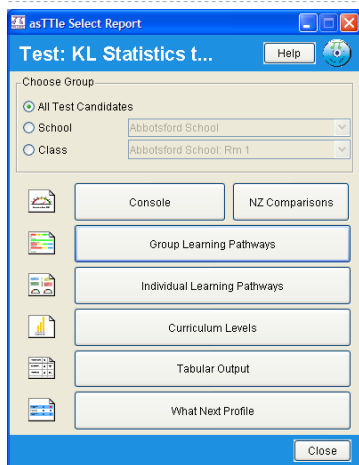 asTTle Select Report
Test: KL Statistics t...
Help
Choose Group
All Test Candidates
School
Abbotsford School
Class
Abbotsford School: Rm 1
Console
NZ Comparisons
Group Learning Pathways
Individual Learning Pathways
Curriculum Levels
Tabular Output
What Next Profile
Close